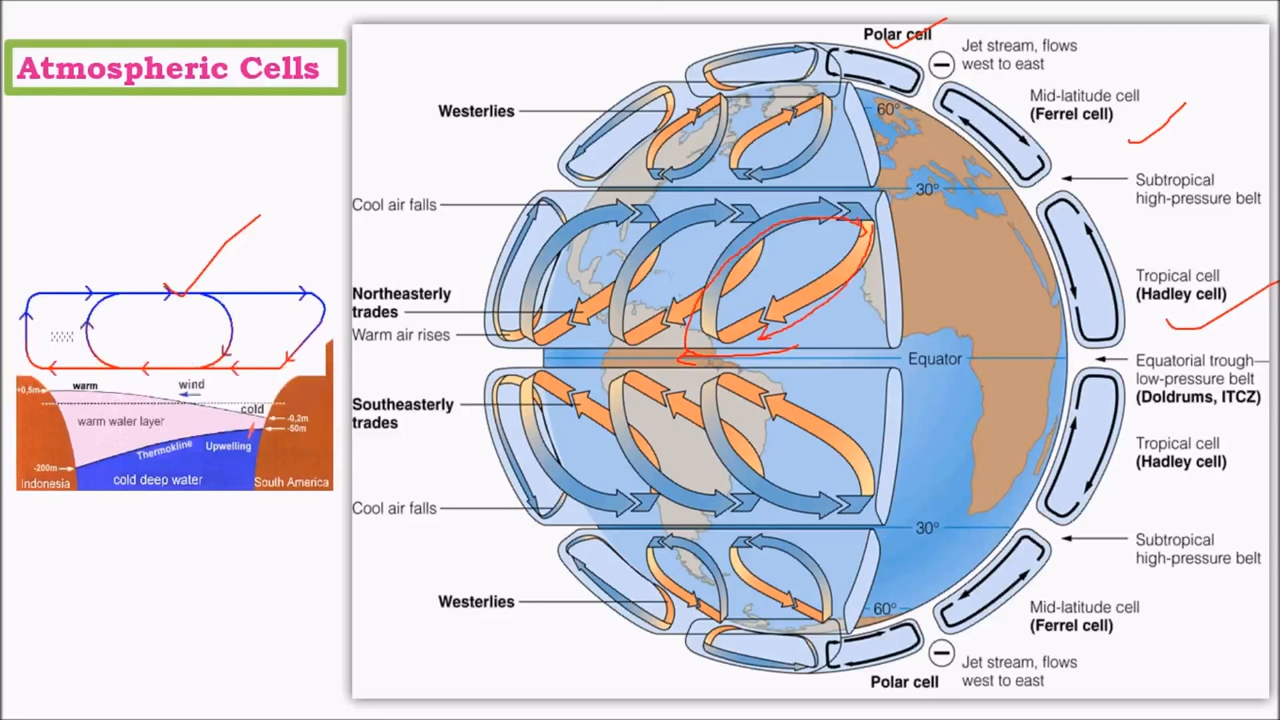 Atmospheric Cells
+0,5m
warm
wind
cold
-0,2m
-50m
warm water layer
Thermokline
Upwelling
-200m
Indonesia
cold deep water
South America
Polar cell
Jet stream, flows
west to east
Mid-latitude cell
(Ferrel cell)
Westerlies
60°
30°
Subtropical
high-pressure belt
Cool air falls
Tropical cell
(Hadley cell)
Northeasterly
trades
Warm air rises
Equator
Equatorial trough—
low-pressure belt
(Doldrums, ITCZ)
Southeasterly
trades
Tropical cell
(Hadley cell)
Cool air falls
30°
Subtropical
high-pressure belt
Westerlies
60°
Mid-latitude cell
(Ferrel cell)
Jet stream, flows
west to east
Polar cell